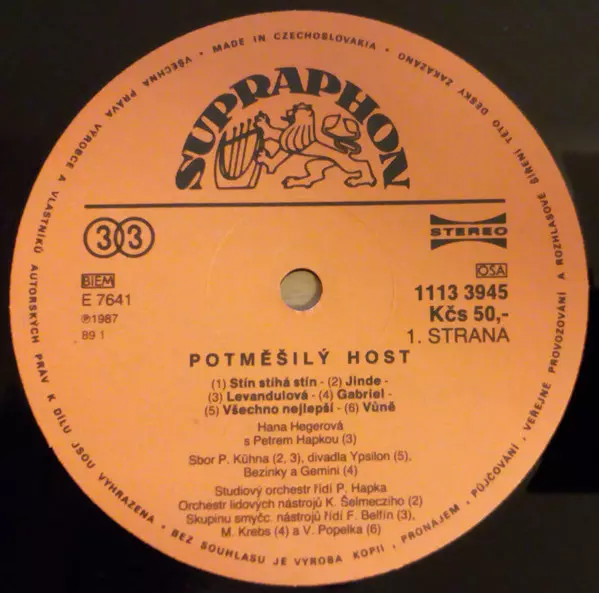 VŠECHNA PRÁVA VÝROBCE A VLASTNÍKŮ AUTORSKÝCH PRÁV K DÍLU JSOU VYHRAZENA • BEZ SOUHLASU JE VÝROBA KOPIÍ, PRONÁJEM, PŮJČOVÁNÍ, VEŘEJNÉ PROVOZOVÁNÍ A ROZHLASOVÉ ŠÍŘENÍ TÉTO DESKY ZAKÁZÁNO • MADE IN CZECHOSLOVAKIA •
SUPRAPHON
33
STEREO
BIEM
OSA
E 7641
1113 3945
℗1987
Kčs 50,-
89 1
1. STRANA
POTMĚŠILÝ HOST
(1) Stín stíhá stín - (2) Jinde -
(3) Levandulová - (4) Gabriel -
(5) Všechno nejlepší - (6) Vůně
Hana Hegerová
s Petrem Hapkou (3)
Sbor P. Kühna (2, 3), divadla Ypsilon (5),
Bezinky a Gemini (4)
Studiový orchestr řídí P. Hapka
Orchestr lidových nástrojů K. Šelmecziho (2)
Skupinu smyčc. nástrojů řídí F. Belfín (3),
M. Krebs (4) a V. Popelka (6)